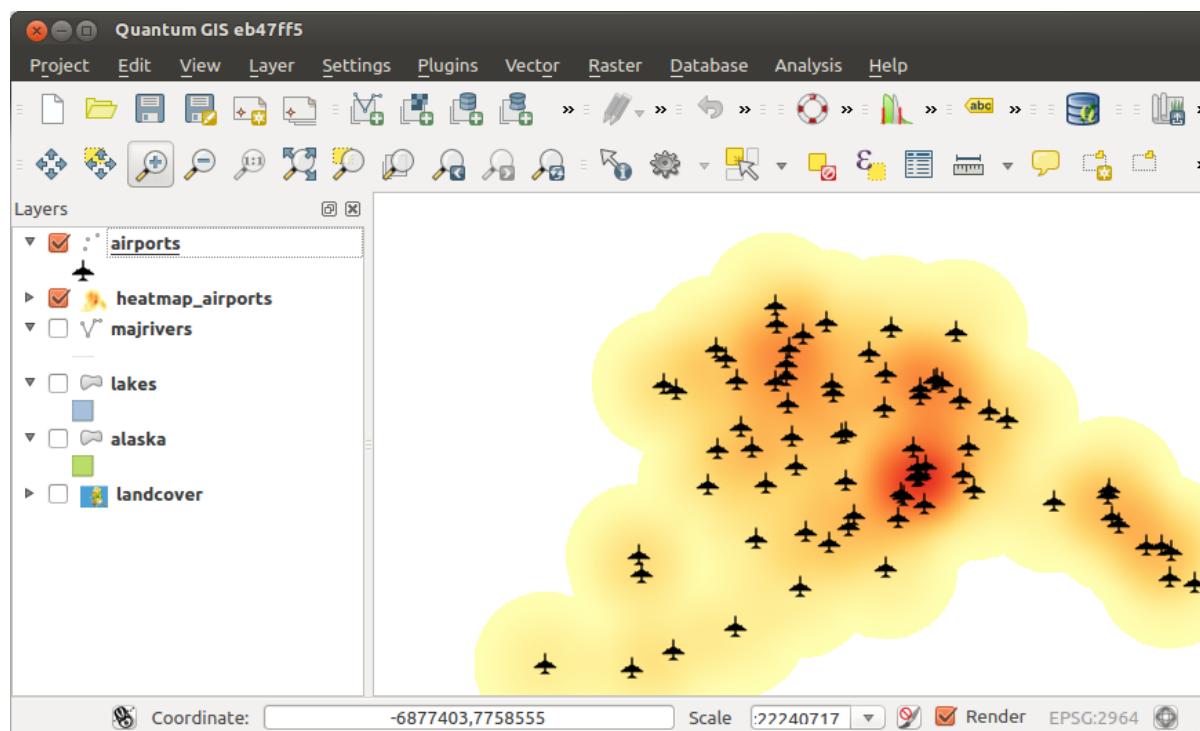 Quantum GIS eb47ff5
Project Edit View Layer Settings Plugins Vector Raster Database Analysis Help
abc
1:1
Layers
airports
heatmap_airports
majrivers
lakes
alaska
landcover
Coordinate: -6877403,7758555 Scale :22240717 Render EPSG:2964